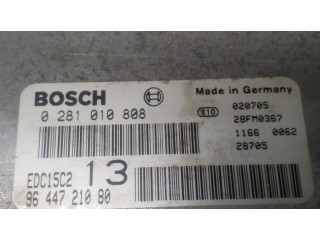 BOSCH
Made in Germany
0 281 010 808
810 020705
28FM0367
1166 0062
28705
EDC15C2 13
96 447 210 80